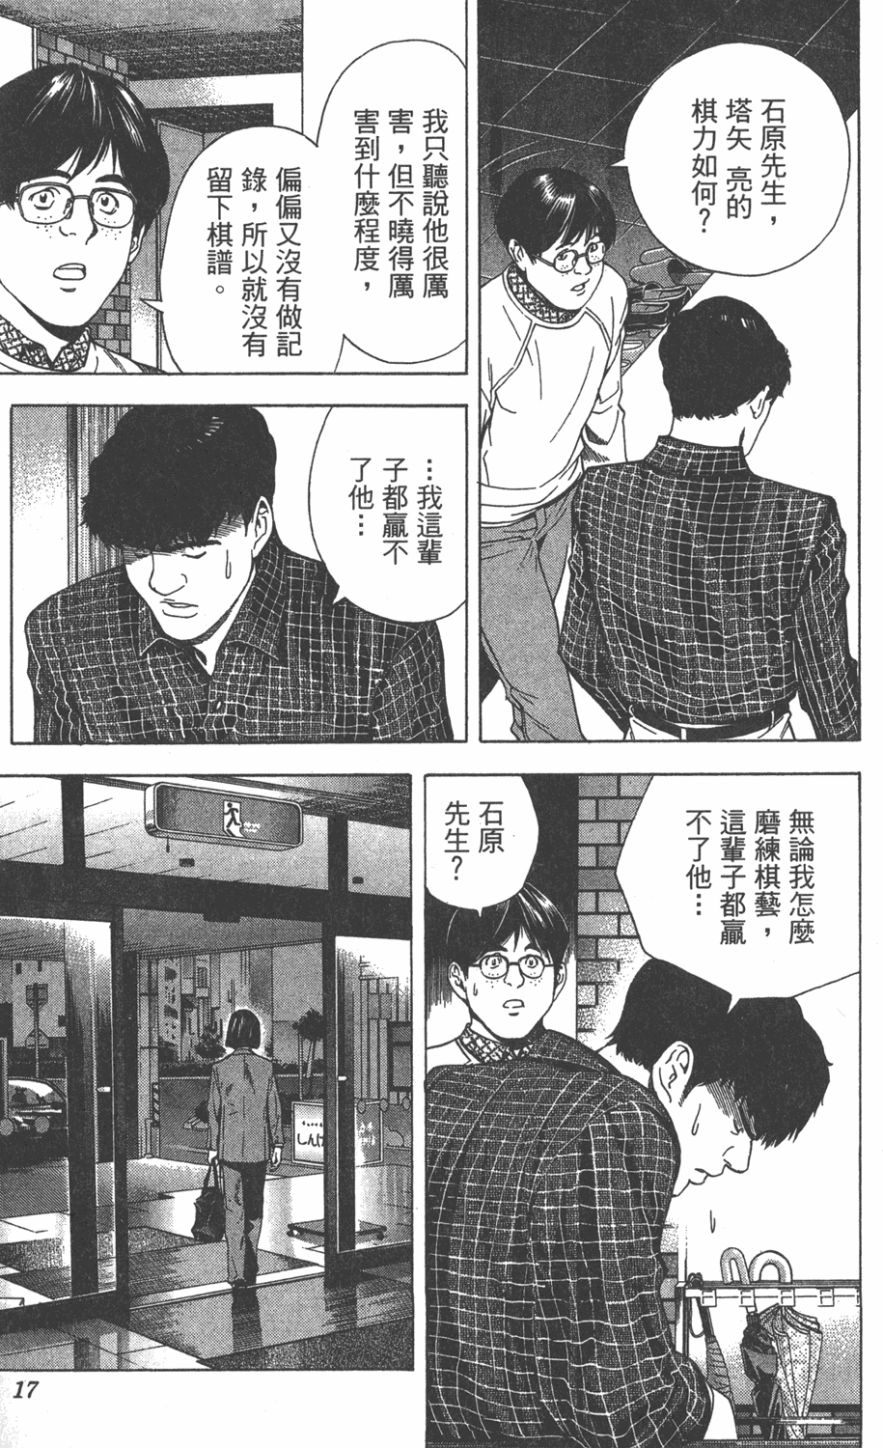 石原先生，
塔矢 亮的
棋力如何？
我只聽說他很厲
害，但不曉得厲
害到什麼程度，
偏偏又沒有做記
錄，所以就沒有
留下棋譜。
…我這輩
子都贏不
了他…
無論我怎麼
磨練棋藝，
這輩子都贏
不了他…
石原
先生？
しんけ
17